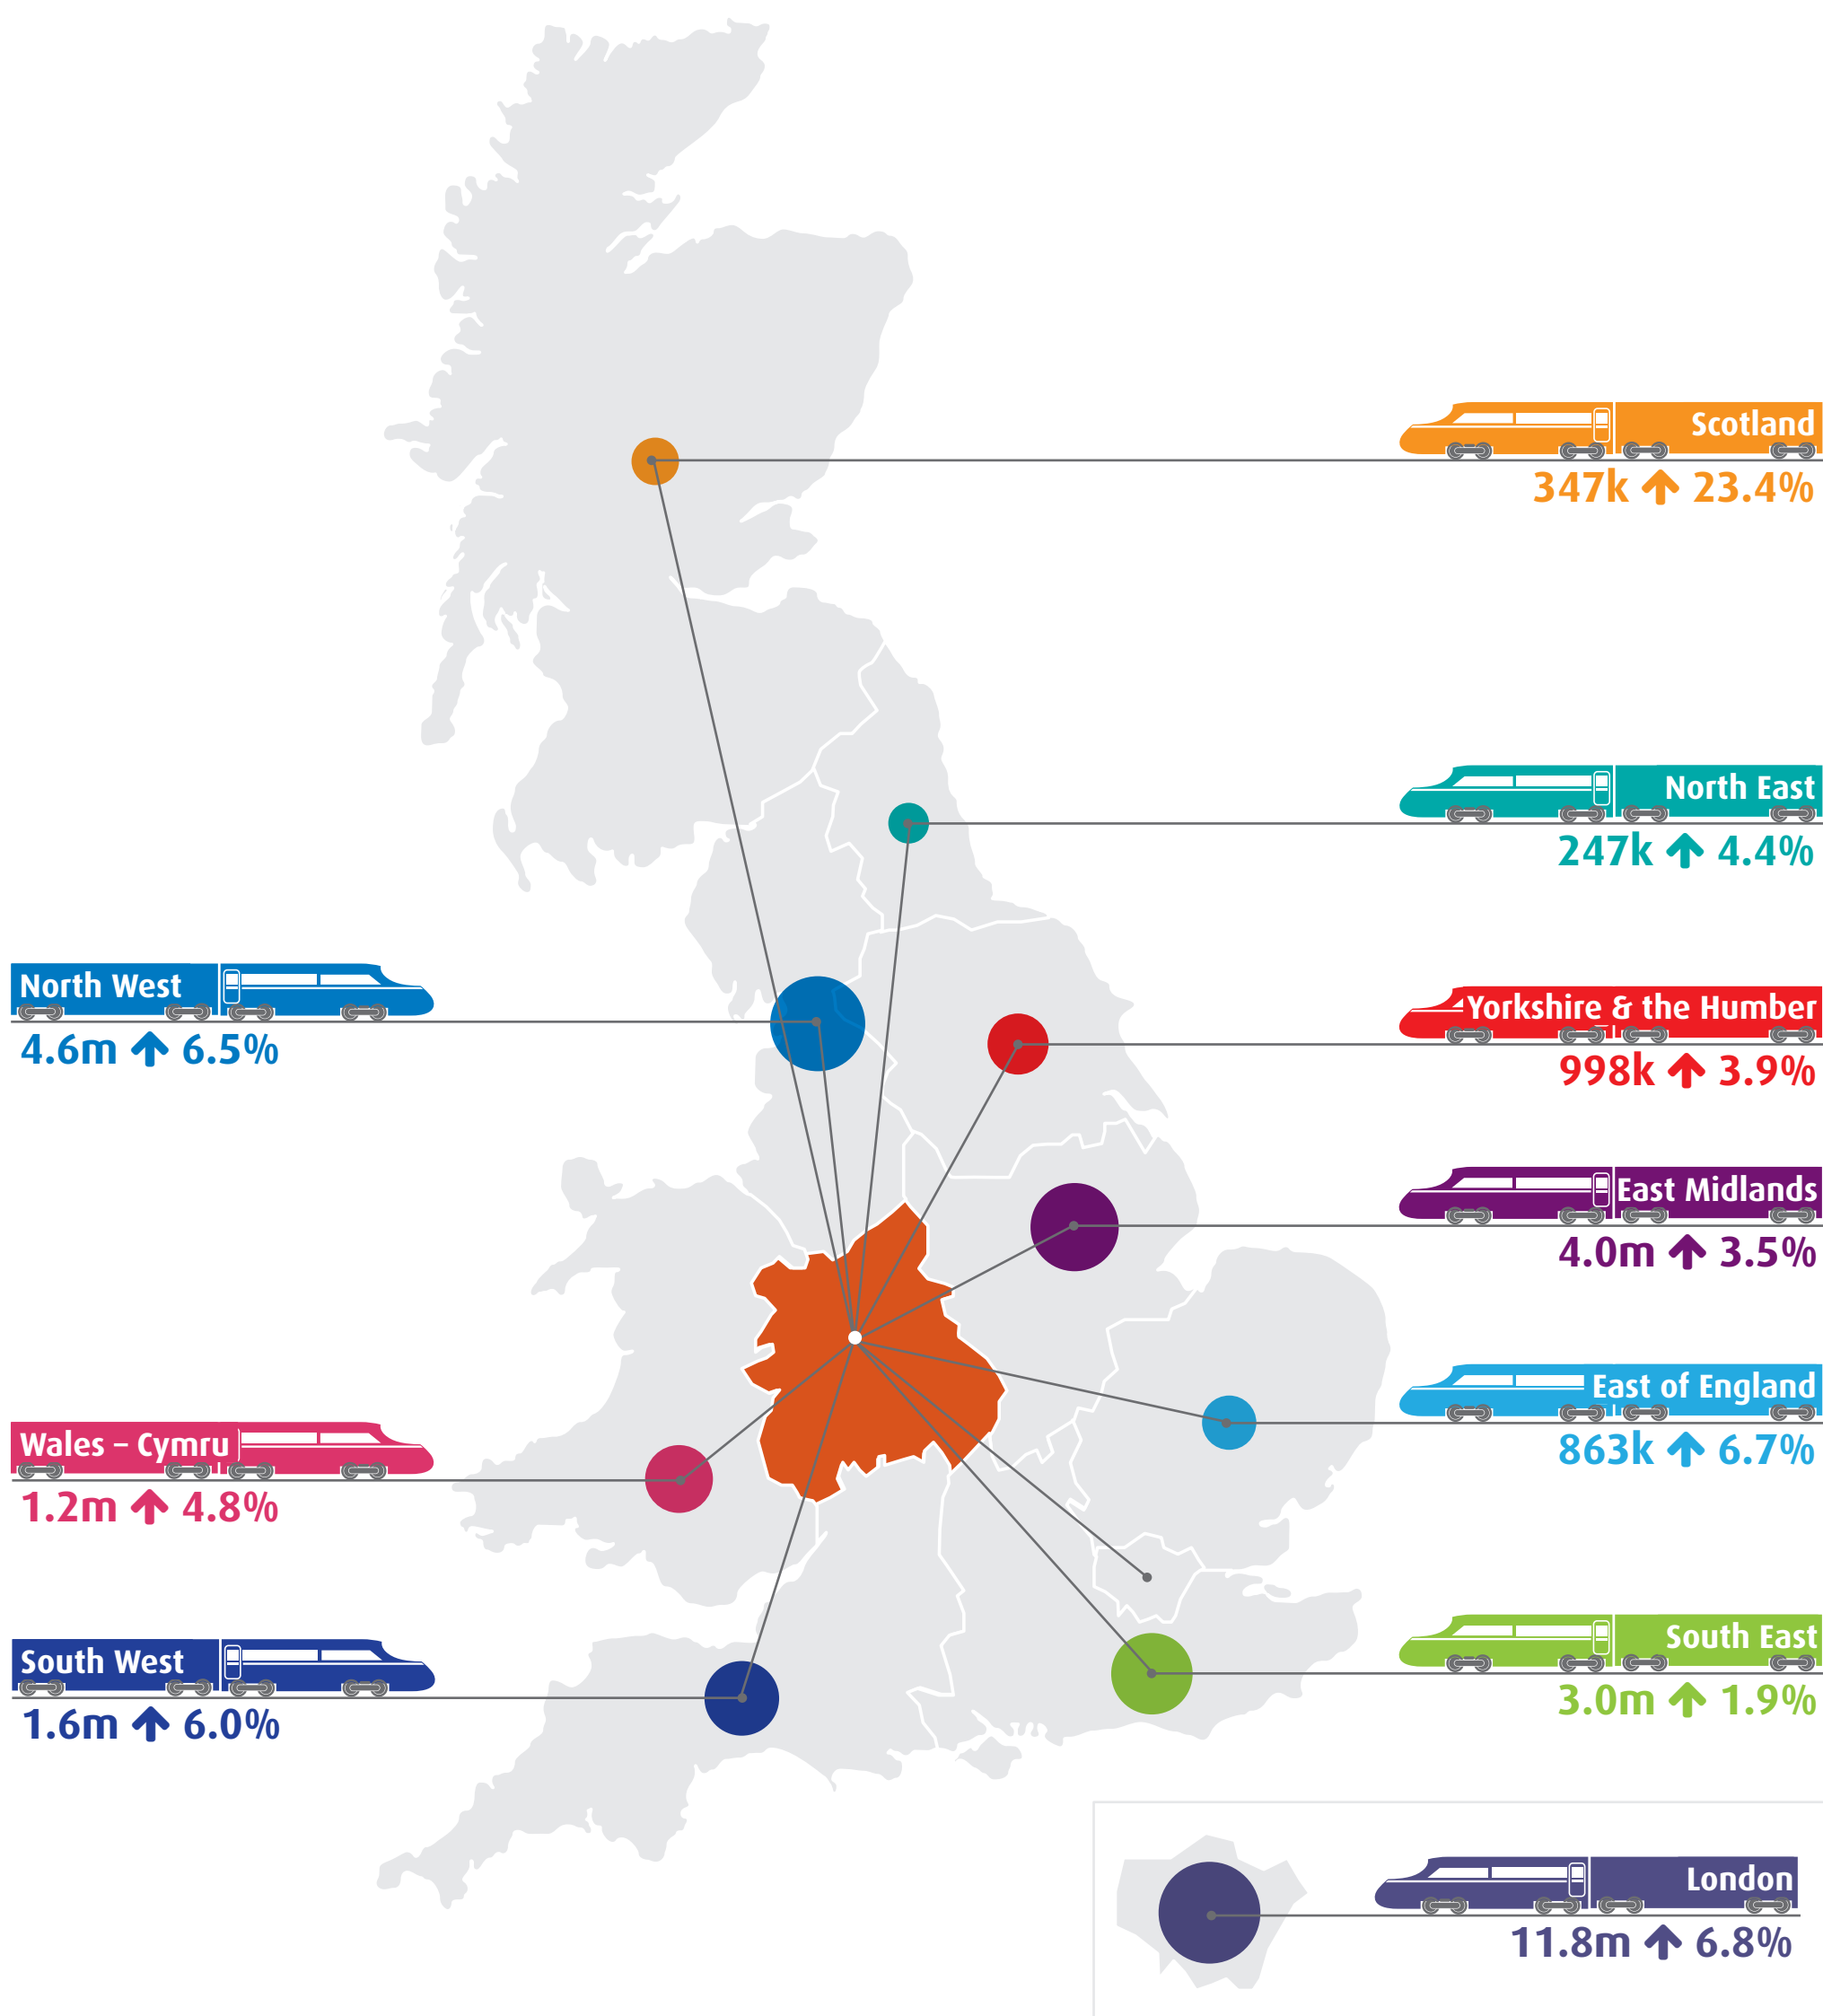 Scotland
347k ↑ 23.4%
North East
247k ↑ 4.4%
North West
4.6m ↑ 6.5%
Yorkshire & the Humber
998k ↑ 3.9%
East Midlands
4.0m ↑ 3.5%
East of England
863k ↑ 6.7%
Wales – Cymru
1.2m ↑ 4.8%
South East
3.0m ↑ 1.9%
South West
1.6m ↑ 6.0%
London
11.8m ↑ 6.8%